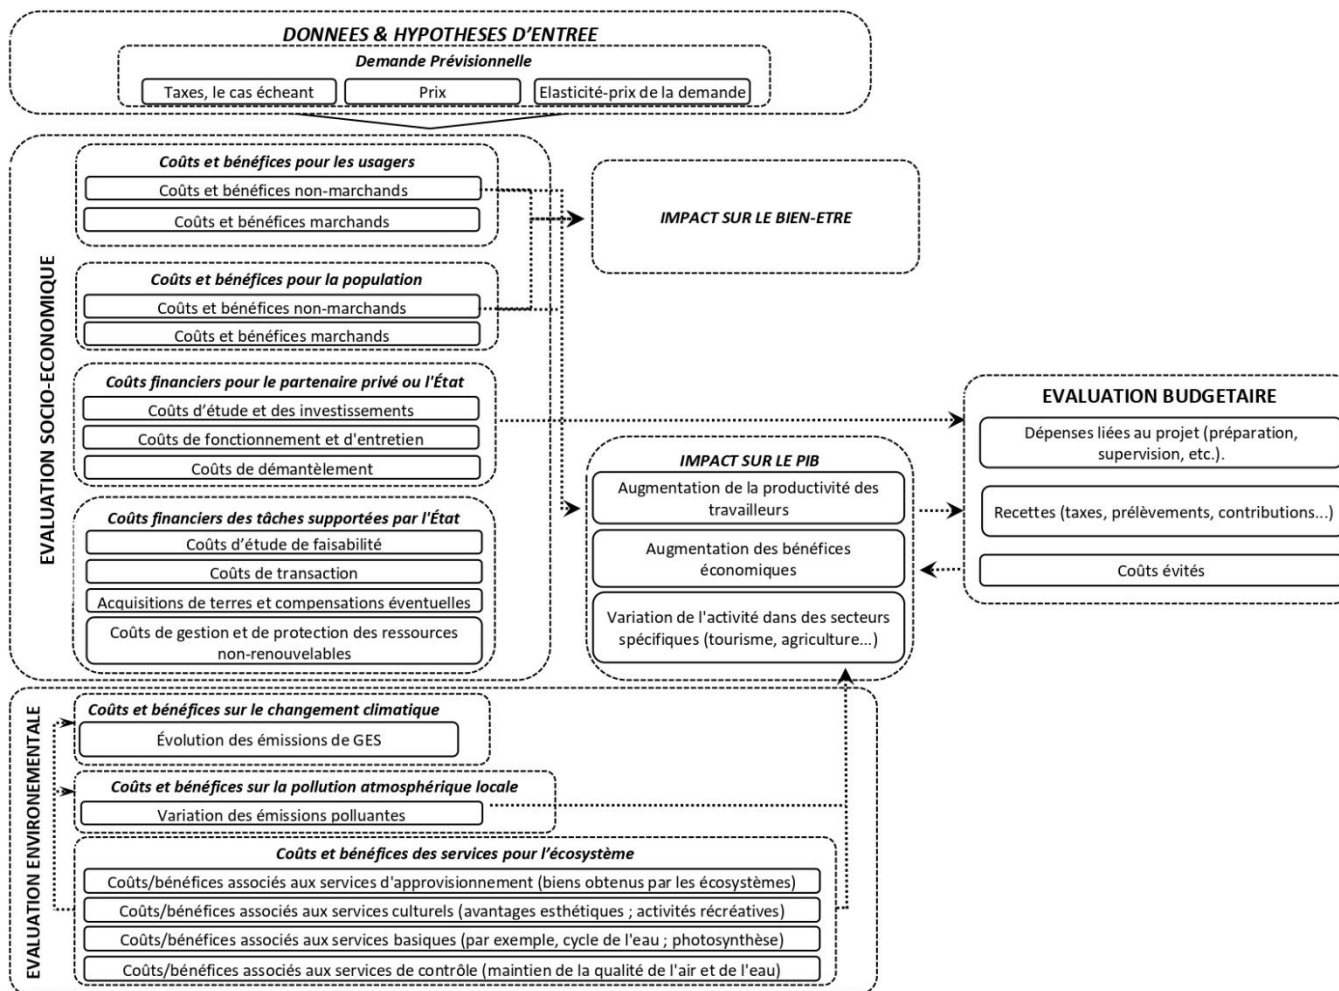 DONNEES & HYPOTHESES D'ENTREE
Demande Prévisionnelle
Taxes, le cas écheant
Prix
Elasticité-prix de la demande
EVALUATION SOCIO-ECONOMIQUE
Coûts et bénéfices pour les usagers
Coûts et bénéfices non-marchands
Coûts et bénéfices marchands
Coûts et bénéfices pour la population
Coûts et bénéfices non-marchands
Coûts et bénéfices marchands
Coûts financiers pour le partenaire privé ou l'État
Coûts d'étude et des investissements
Coûts de fonctionnement et d'entretien
Coûts de démantèlement
Coûts financiers des tâches supportées par l'État
Coûts d'étude de faisabilité
Coûts de transaction
Acquisitions de terres et compensations éventuelles
Coûts de gestion et de protection des ressources
non-renouvelables
IMPACT SUR LE BIEN-ETRE
IMPACT SUR LE PIB
Augmentation de la productivité des
travailleurs
Augmentation des bénéfices
économiques
Variation de l'activité dans des secteurs
spécifiques (tourisme, agriculture...)
EVALUATION BUDGETAIRE
Dépenses liées au projet (préparation,
supervision, etc.).
Recettes (taxes, prélèvements, contributions...)
Coûts évités
EVALUATION ENVIRONEMENTALE
Coûts et bénéfices sur le changement climatique
Évolution des émissions de GES
Coûts et bénéfices sur la pollution atmosphérique locale
Variation des émissions polluantes
Coûts et bénéfices des services pour l'écosystème
Coûts/bénéfices associés aux services d'approvisionnement (biens obtenus par les écosystèmes)
Coûts/bénéfices associés aux services culturels (avantages esthétiques ; activités récréatives)
Coûts/bénéfices associés aux services basiques (par exemple, cycle de l'eau ; photosynthèse)
Coûts/bénéfices associés aux services de contrôle (maintien de la qualité de l'air et de l'eau)